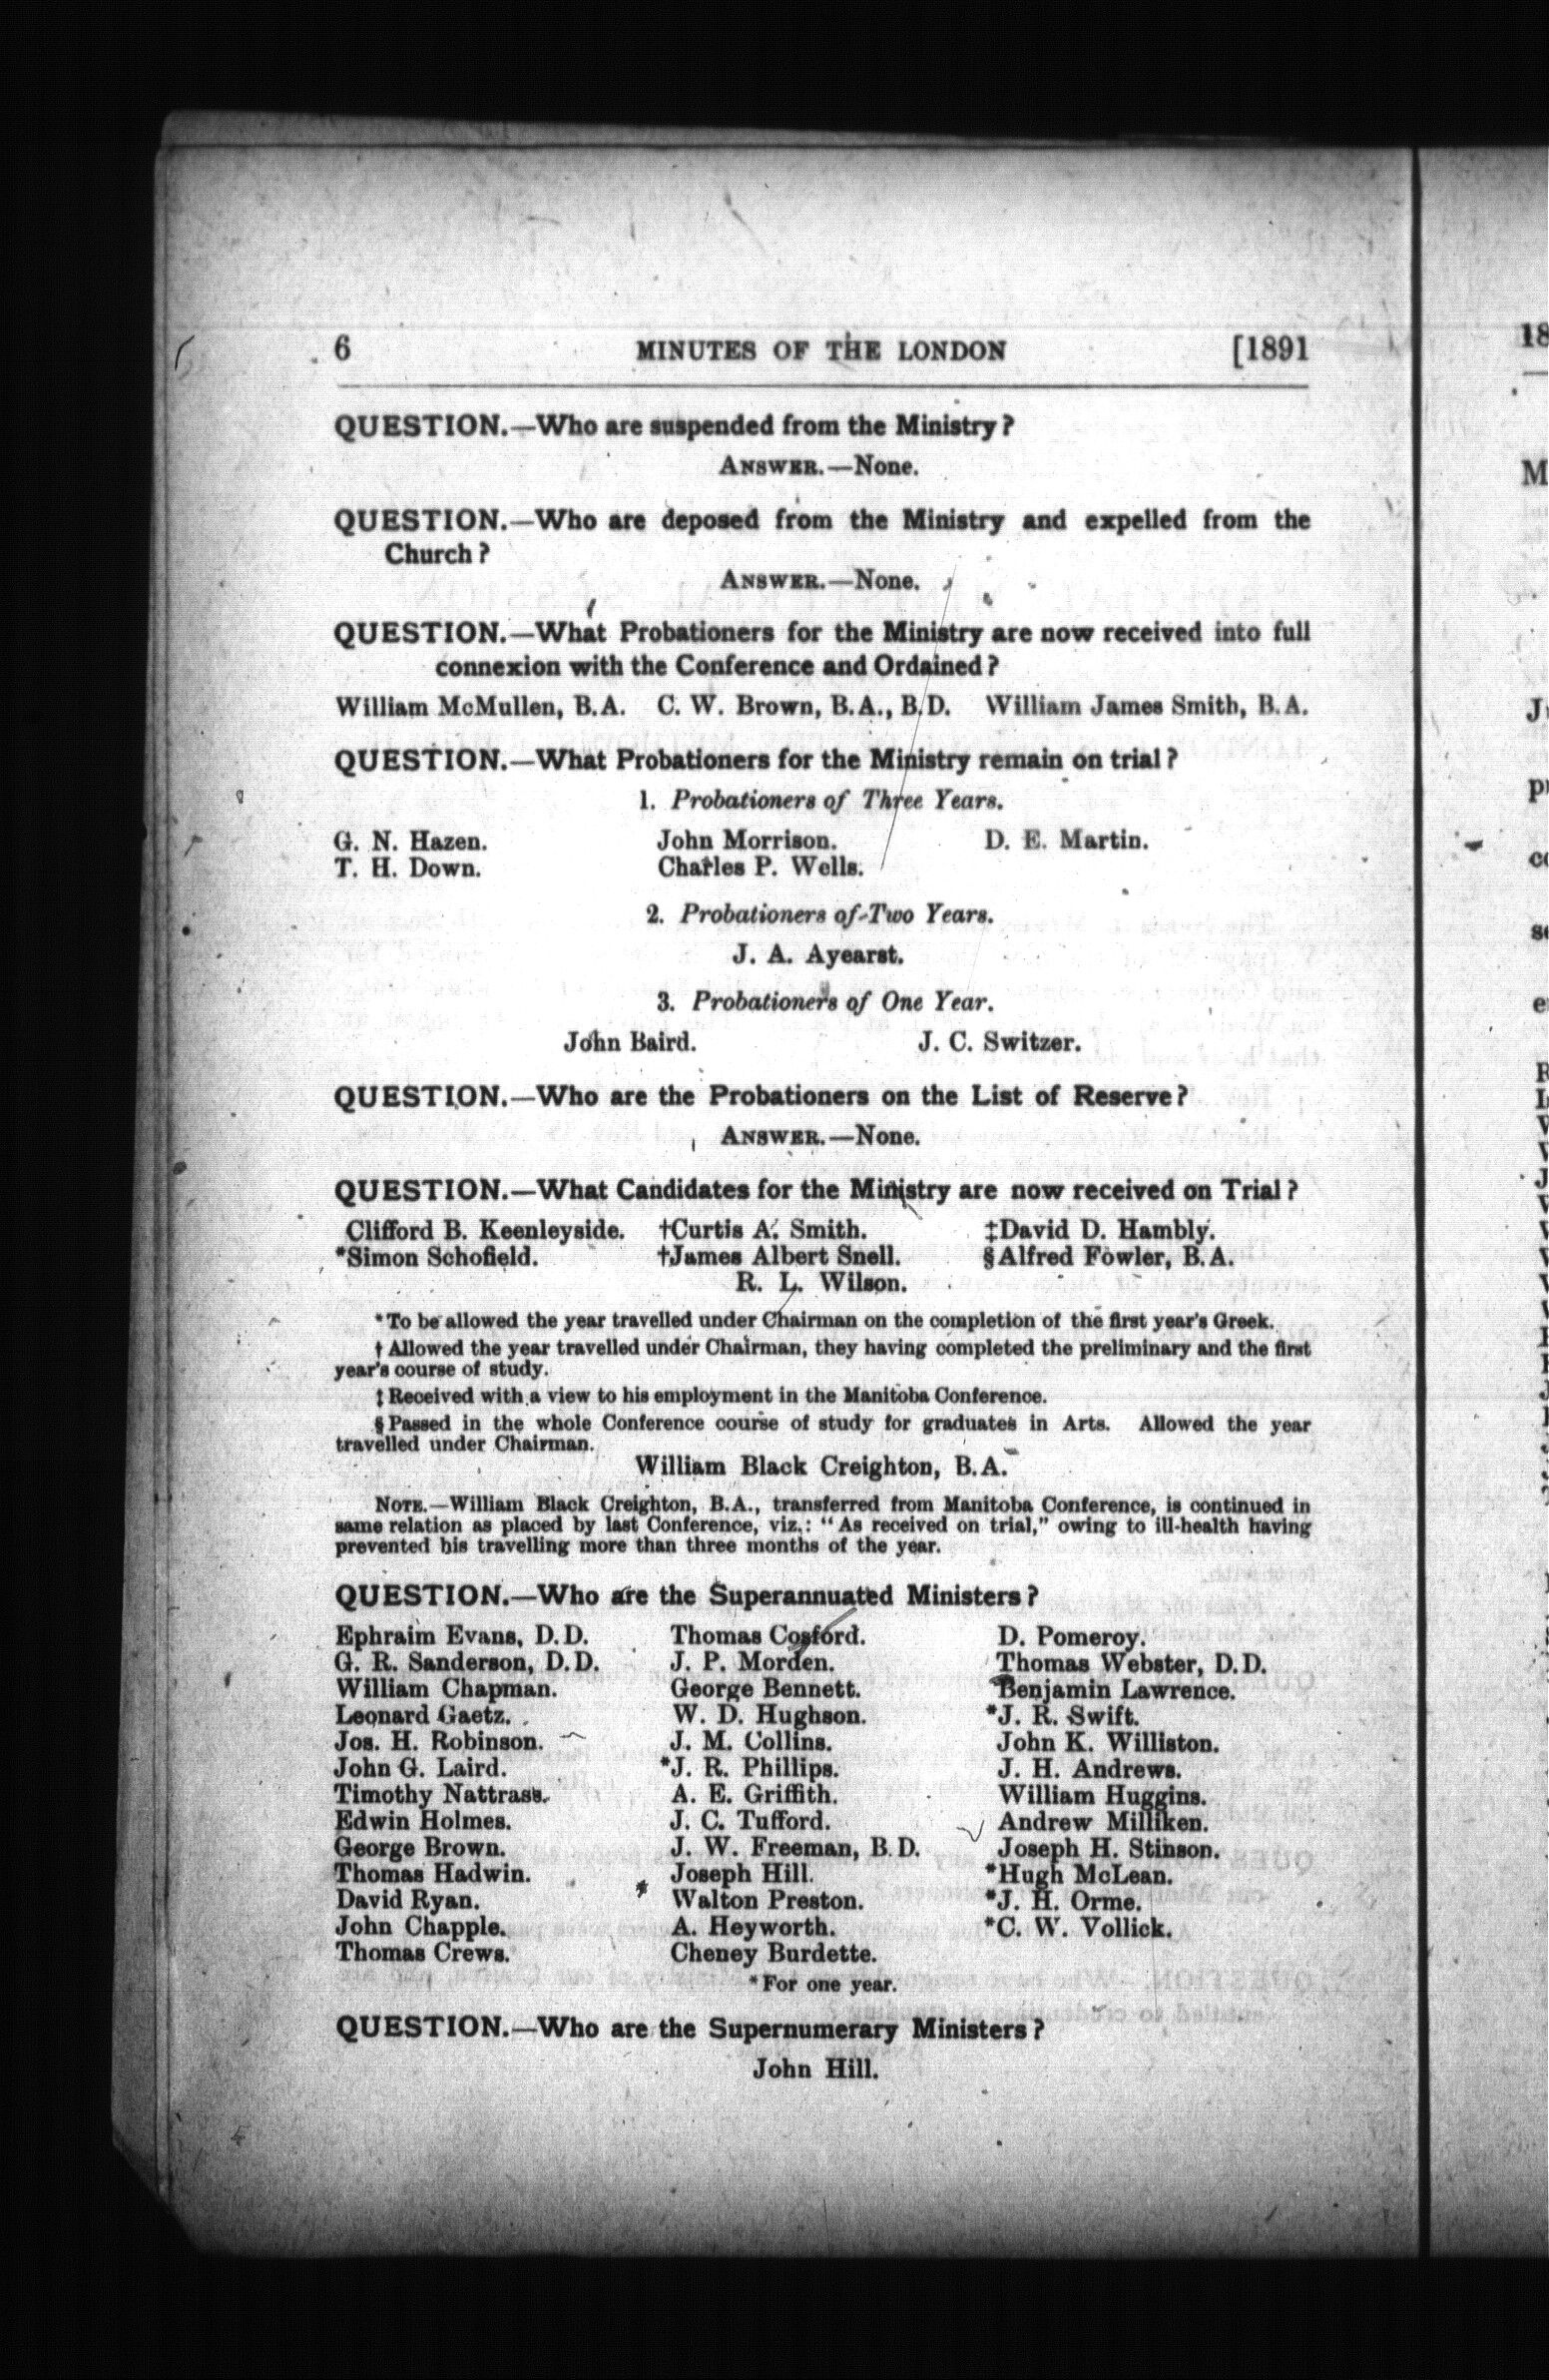 6 MINUTES OF THE LONDON [1891
QUESTION.—Who are suspended from the Ministry?
ANSWER.—None.
QUESTION.—Who are deposed from the Ministry and expelled from the
Church?
ANSWER.—None.
QUESTION.—What Probationers for the Ministry are now received into full
connexion with the Conference and Ordained?
William McMullen, B.A. C. W. Brown, B.A., B.D. William James Smith, B.A.
QUESTION.—What Probationers for the Ministry remain on trial?
1. Probationers of Three Years.
G. N. Hazen. John Morrison. D. E. Martin.
T. H. Down. Charles P. Wells.
2. Probationers of Two Years.
J. A. Ayearst.
3. Probationers of One Year.
John Baird. J. C. Switzer.
QUESTION.—Who are the Probationers on the List of Reserve?
ANSWER.—None.
QUESTION.—What Candidates for the Ministry are now received on Trial?
Clifford B. Keenleyside. †Curtis A. Smith. ‡David D. Hambly.
*Simon Schofield. †James Albert Snell. §Alfred Fowler, B.A.
R. L. Wilson.
*To be allowed the year travelled under Chairman on the completion of the first year's Greek.
†Allowed the year travelled under Chairman, they having completed the preliminary and the first
year's course of study.
‡Received with a view to his employment in the Manitoba Conference.
§Passed in the whole Conference course of study for graduates in Arts. Allowed the year
travelled under Chairman.
William Black Creighton, B.A.
NOTE.—William Black Creighton, B.A., transferred from Manitoba Conference, is continued in
same relation as placed by last Conference, viz.: "As received on trial," owing to ill-health having
prevented his travelling more than three months of the year.
QUESTION.—Who are the Superannuated Ministers?
Ephraim Evans, D.D. Thomas Cosford. D. Pomeroy.
G. R. Sanderson, D.D. J. P. Morden. Thomas Webster, D.D.
William Chapman. George Bennett. Benjamin Lawrence.
Leonard Gaetz. W. D. Hughson. *J. R. Swift.
Jos. H. Robinson. J. M. Collins. John K. Williston.
John G. Laird. *J. R. Phillips. J. H. Andrews.
Timothy Nattrass. A. E. Griffith. William Huggins.
Edwin Holmes. J. C. Tufford. Andrew Milliken.
George Brown. J. W. Freeman, B.D. Joseph H. Stinson.
Thomas Hadwin. Joseph Hill. *Hugh McLean.
David Ryan. * Walton Preston. *J. H. Orme.
John Chapple. A. Heyworth. *C. W. Vollick.
Thomas Crews. Cheney Burdette.
*For one year.
QUESTION.—Who are the Supernumerary Ministers?
John Hill.